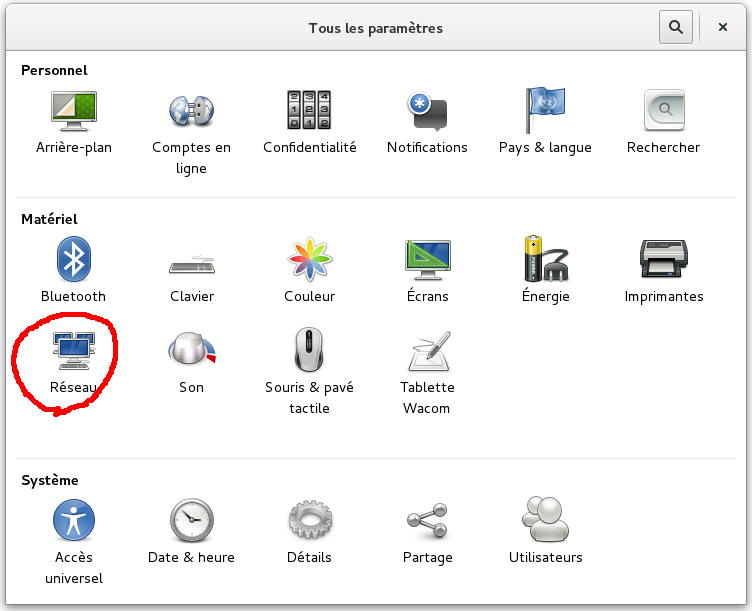 Tous les paramètres
Personnel
Arrière-plan
Comptes en
ligne
Confidentialité
Notifications
Pays & langue
Rechercher
Matériel
Bluetooth
Clavier
Couleur
Écrans
Énergie
Imprimantes
Réseau
Son
Souris & pavé
tactile
Tablette
Wacom
Système
Accès
universel
Date & heure
Détails
Partage
Utilisateurs